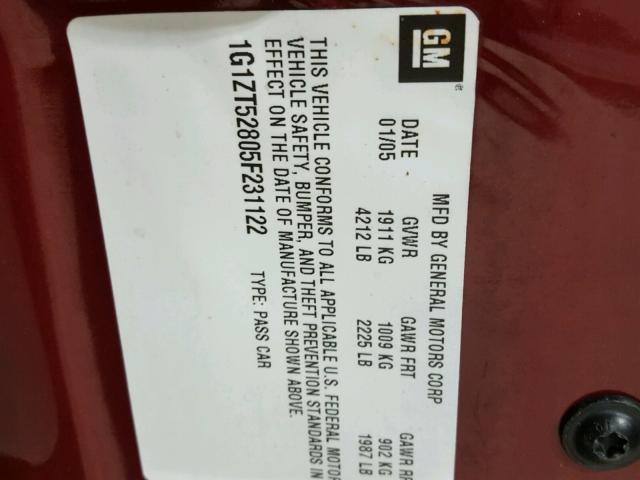 GM
MFD BY GENERAL MOTORS CORP
DATE GVWR GAWR FRT GAWR
01/05 1911 KG 1009 KG 902 KG
4212 LB 2225 LB 1987 LB
THIS VEHICLE CONFORMS TO ALL APPLICABLE U.S. FEDERAL MOTOR
VEHICLE SAFETY, BUMPER, AND THEFT PREVENTION STANDARDS IN
EFFECT ON THE DATE OF MANUFACTURE SHOWN ABOVE.
1G1ZT52805F231122 TYPE: PASS CAR